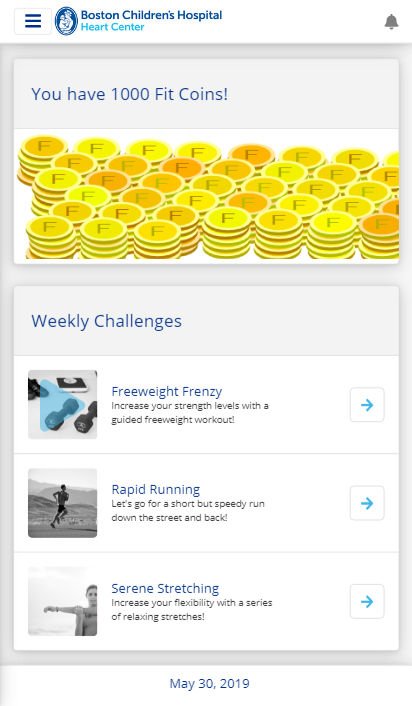 Boston Children's Hospital
Heart Center
You have 1000 Fit Coins!
Weekly Challenges
Freeweight Frenzy
Increase your strength levels with a
guided freeweight workout!
Rapid Running
Let's go for a short but speedy run
down the street and back!
Serene Stretching
Increase your flexibility with a series
of relaxing stretches!
May 30, 2019